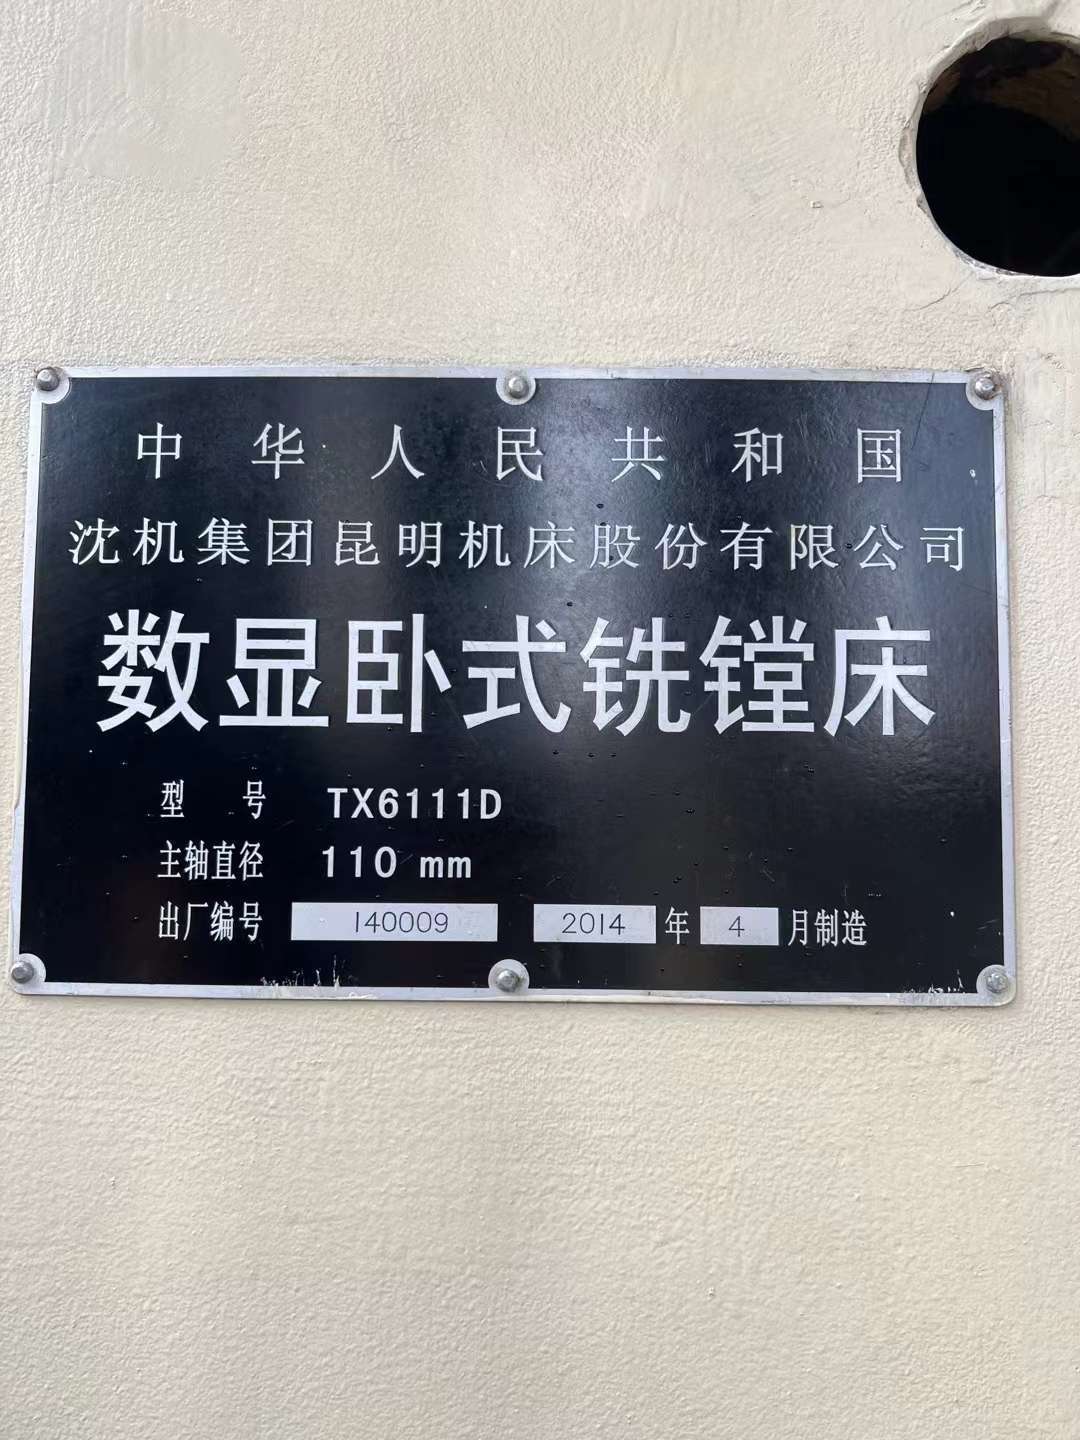 中华人民共和国
沈机集团昆明机床股份有限公司
数显卧式铣镗床
型号 TX6111D
主轴直径 110 mm
出厂编号 140009 2014 年 4 月制造